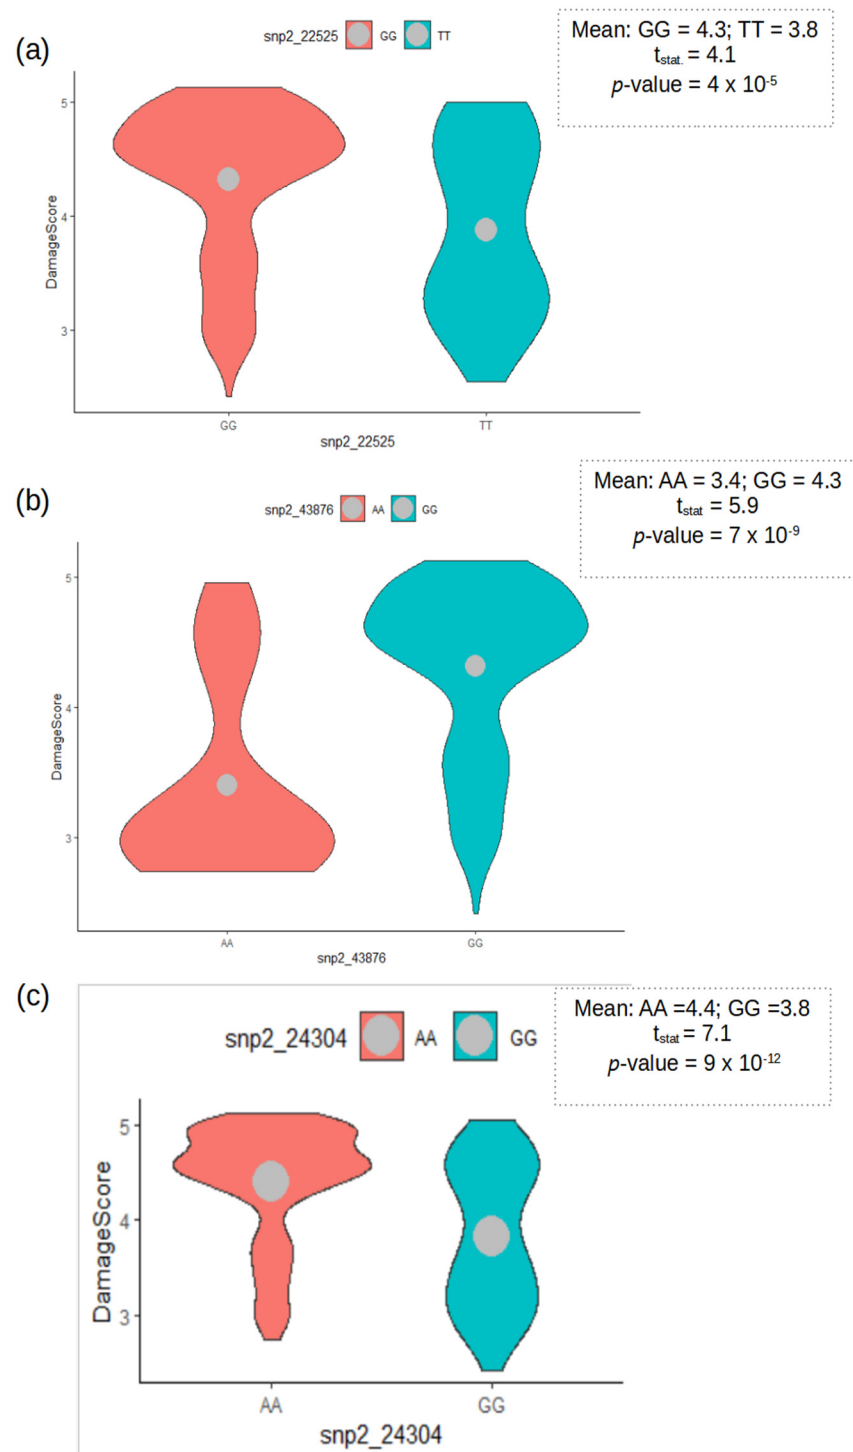 (a)
snp2_22525 GG TT
Mean: GG = 4.3; TT = 3.8
tstat. = 4.1
p-value = 4 x 10-5
5
4
3
DamageScore
GG TT
snp2_22525
(b)
snp2_43876 AA GG
Mean: AA = 3.4; GG = 4.3
tstat = 5.9
p-value = 7 x 10-9
5
4
3
DamageScore
AA GG
snp2_43876
(c)
snp2_24304 AA GG
Mean: AA =4.4; GG =3.8
tstat = 7.1
p-value = 9 x 10-12
5
4
3
DamageScore
AA GG
snp2_24304